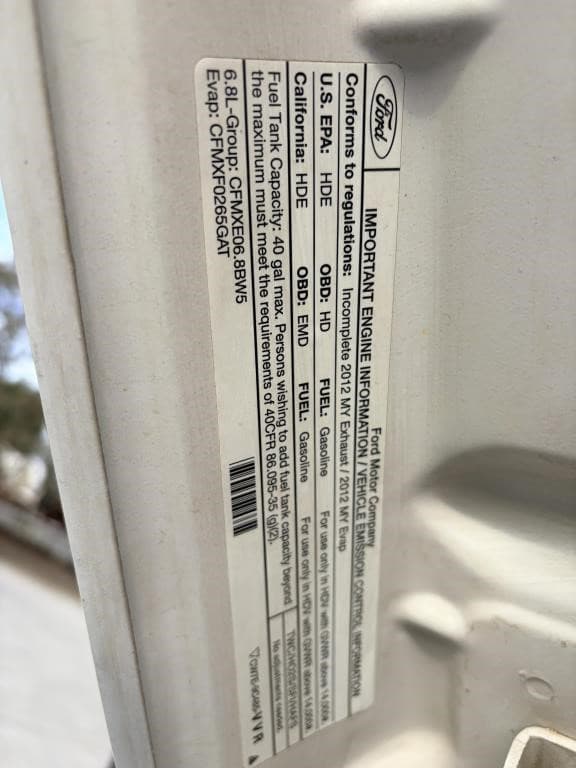 Ford
Ford Motor Company
IMPORTANT ENGINE INFORMATION / VEHICLE EMISSION CONTROL INFORMATION
Conforms to regulations: Incomplete 2012 MY Exhaust / 2012 MY Evap
U.S. EPA: HDE OBD: HD FUEL: Gasoline For use only in HDV with GVWR above 14,000#.
California: HDE OBD: EMD FUEL: Gasoline For use only in HDV with GVWR above 14,000#.
Fuel Tank Capacity: 40 gal max. Persons wishing to add fuel tank capacity beyond
the maximum must meet the requirements of 40CFR 86.095-35 (g)(2).
No adjustments needed.
6.8L-Group: CFMXE06.8BW5
Evap: CFMXF0265GAT
VVR